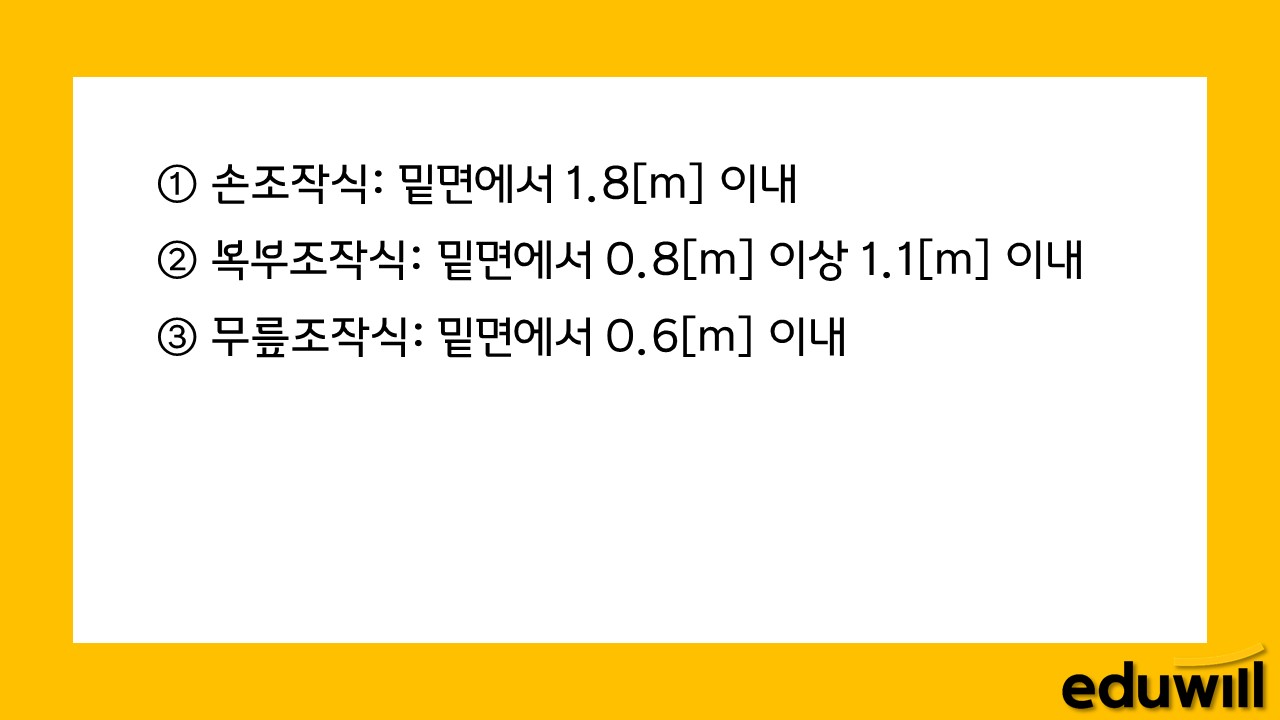 ① 손조작식: 밑면에서 1.8[m] 이내
② 복부조작식: 밑면에서 0.8[m] 이상 1.1[m] 이내
③ 무릎조작식: 밑면에서 0.6[m] 이내
eduwill